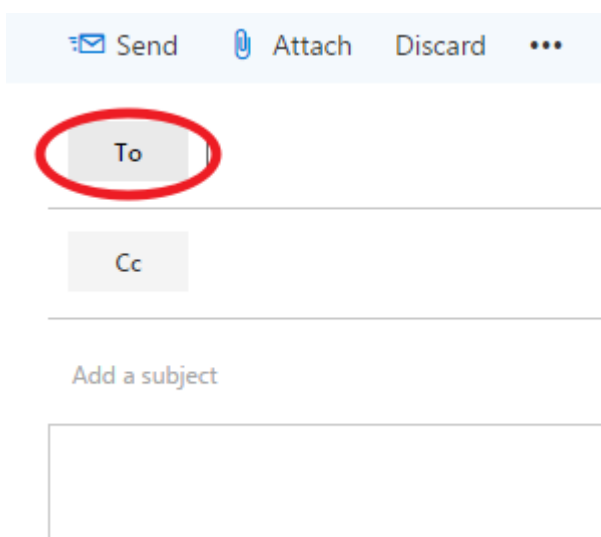 Send Attach Discard •••
To
Cc
Add a subject